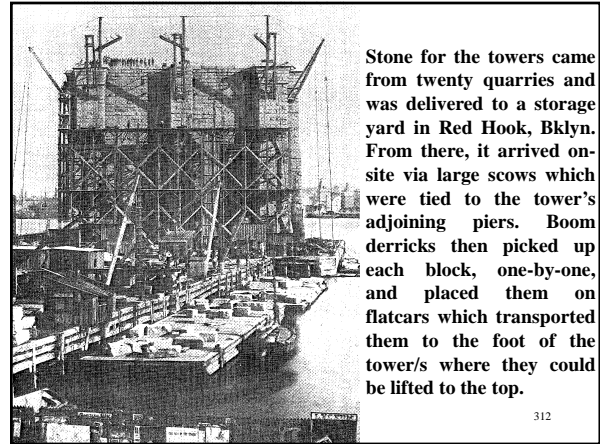 Stone for the towers came
from twenty quarries and
was delivered to a storage
yard in Red Hook, Bklyn.
From there, it arrived on-
site via large scows which
were tied to the tower’s
adjoining piers. Boom
derricks then picked up
each block, one-by-one,
and placed them on
flatcars which transported
them to the foot of the
tower/s where they could
be lifted to the top.
312